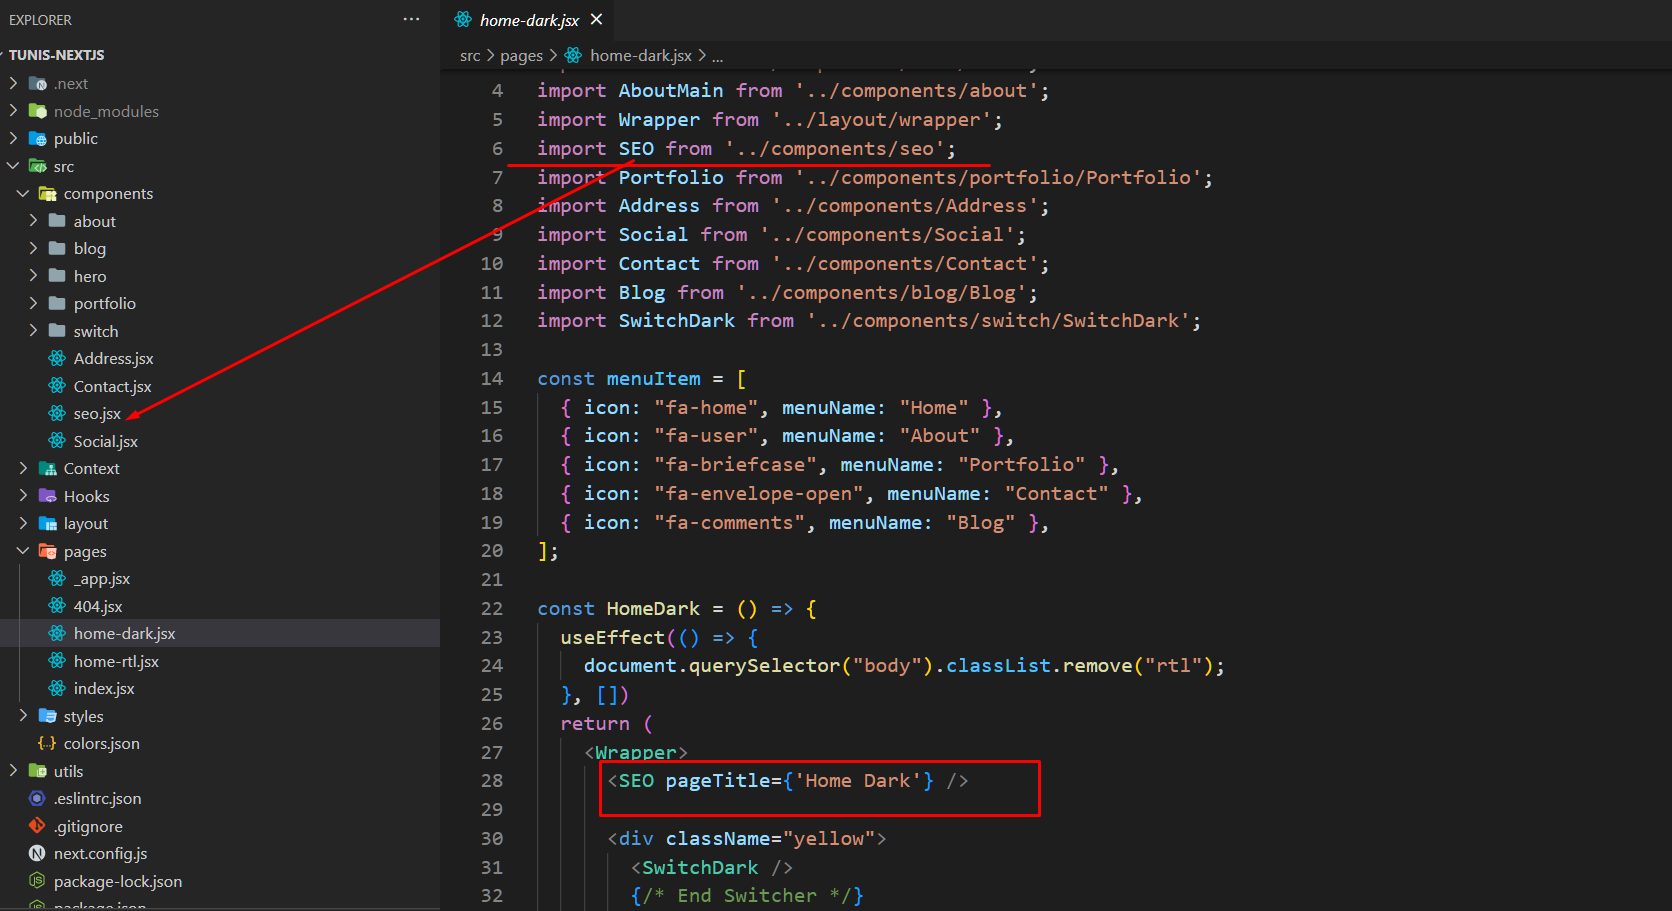 EXPLORER
TUNIS-NEXTJS
.next
node_modules
public
src
components
about
blog
hero
portfolio
switch
Address.jsx
Contact.jsx
seo.jsx
Social.jsx
Context
Hooks
layout
pages
_app.jsx
404.jsx
home-dark.jsx
home-rtl.jsx
index.jsx
styles
{..} colors.json
utils
.eslintrc.json
.gitignore
next.config.js
package-lock.json
package.json
home-dark.jsx
src > pages > home-dark.jsx > ...
4 import AboutMain from '../components/about';
5 import Wrapper from '../layout/wrapper';
6 import SEO from '../components/seo';
7 import Portfolio from '../components/portfolio/Portfolio';
8 import Address from '../components/Address';
9 import Social from '../components/Social';
10 import Contact from '../components/Contact';
11 import Blog from '../components/blog/Blog';
12 import SwitchDark from '../components/switch/SwitchDark';
13
14 const menuItem = [
15 { icon: "fa-home", menuName: "Home" },
16 { icon: "fa-user", menuName: "About" },
17 { icon: "fa-briefcase", menuName: "Portfolio" },
18 { icon: "fa-envelope-open", menuName: "Contact" },
19 { icon: "fa-comments", menuName: "Blog" },
20 ];
21
22 const HomeDark = () => {
23 useEffect(() => {
24 document.querySelector("body").classList.remove("rtl");
25 }, [])
26 return (
27 <Wrapper>
28 <SEO pageTitle={'Home Dark'} />
29
30 <div className="yellow">
31 <SwitchDark />
32 {/* End Switcher */}